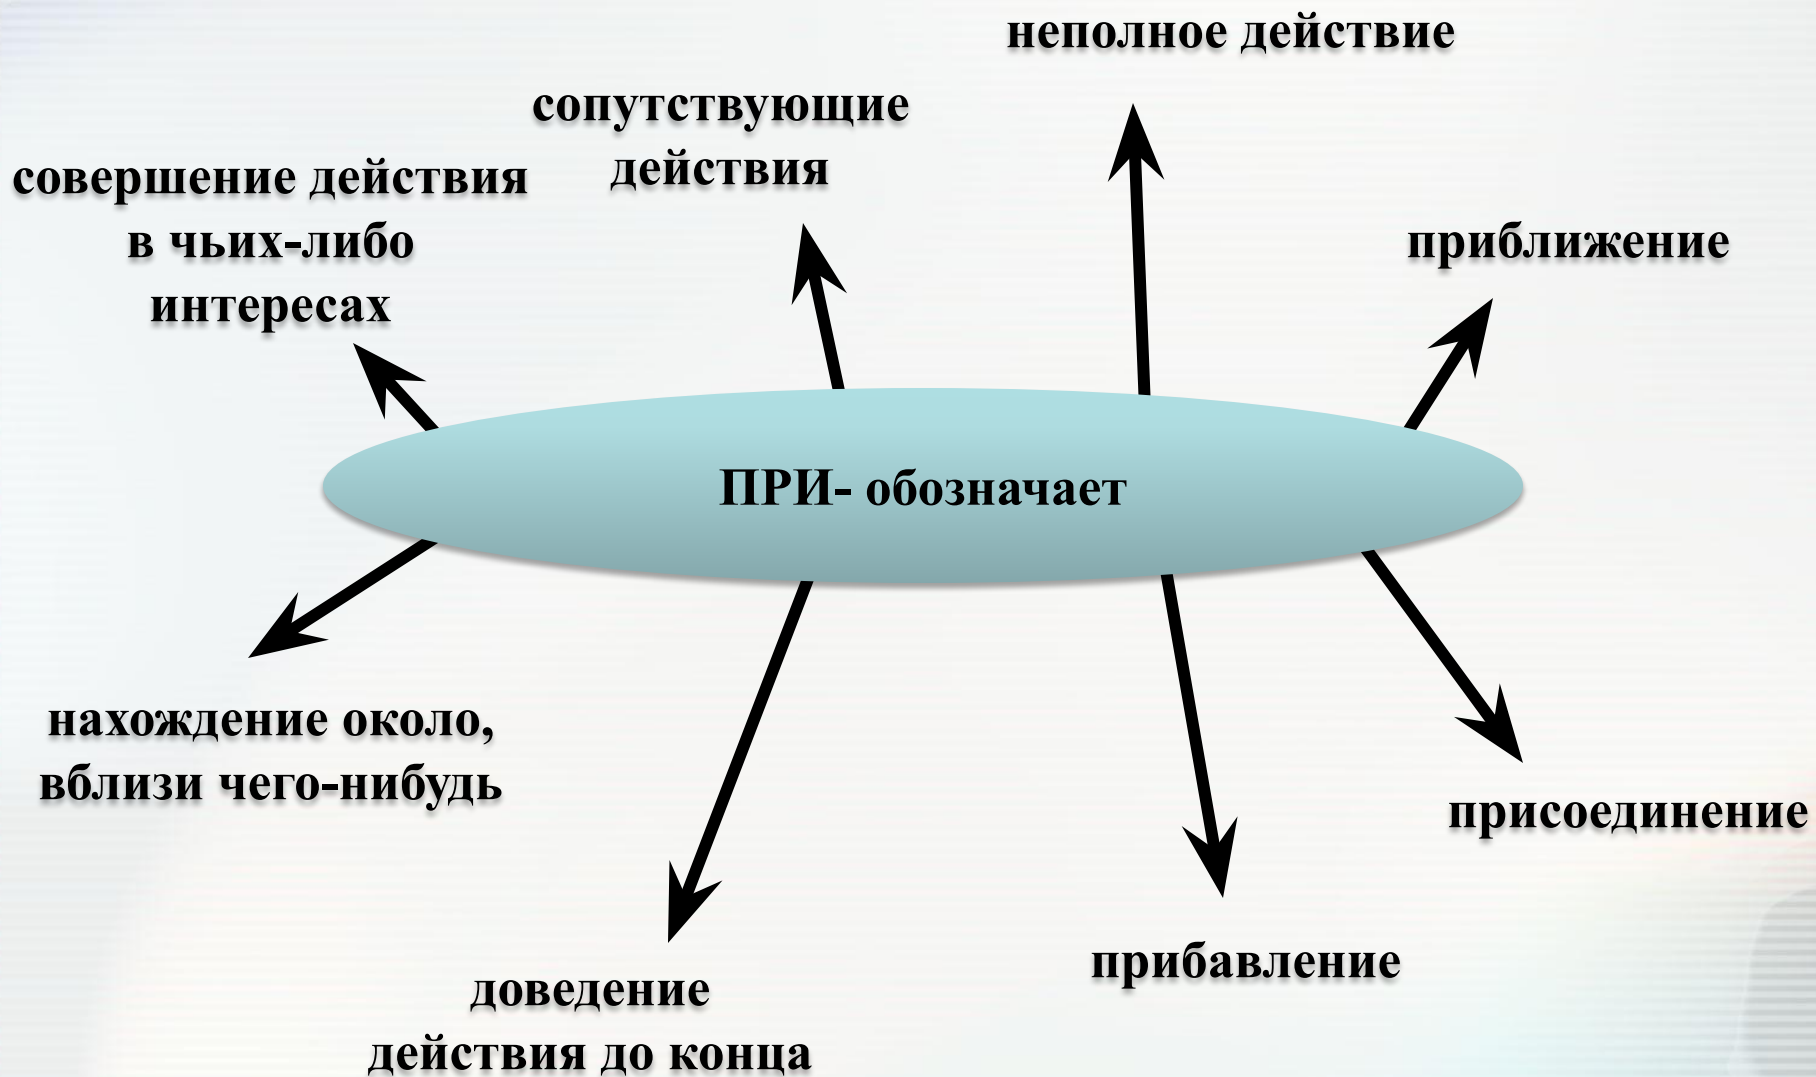 неполное действие
сопутствующие
действия
совершение действия
в чьих-либо
интересах
приближение
ПРИ- обозначает
нахождение около,
вблизи чего-нибудь
присоединение
прибавление
доведение
действия до конца